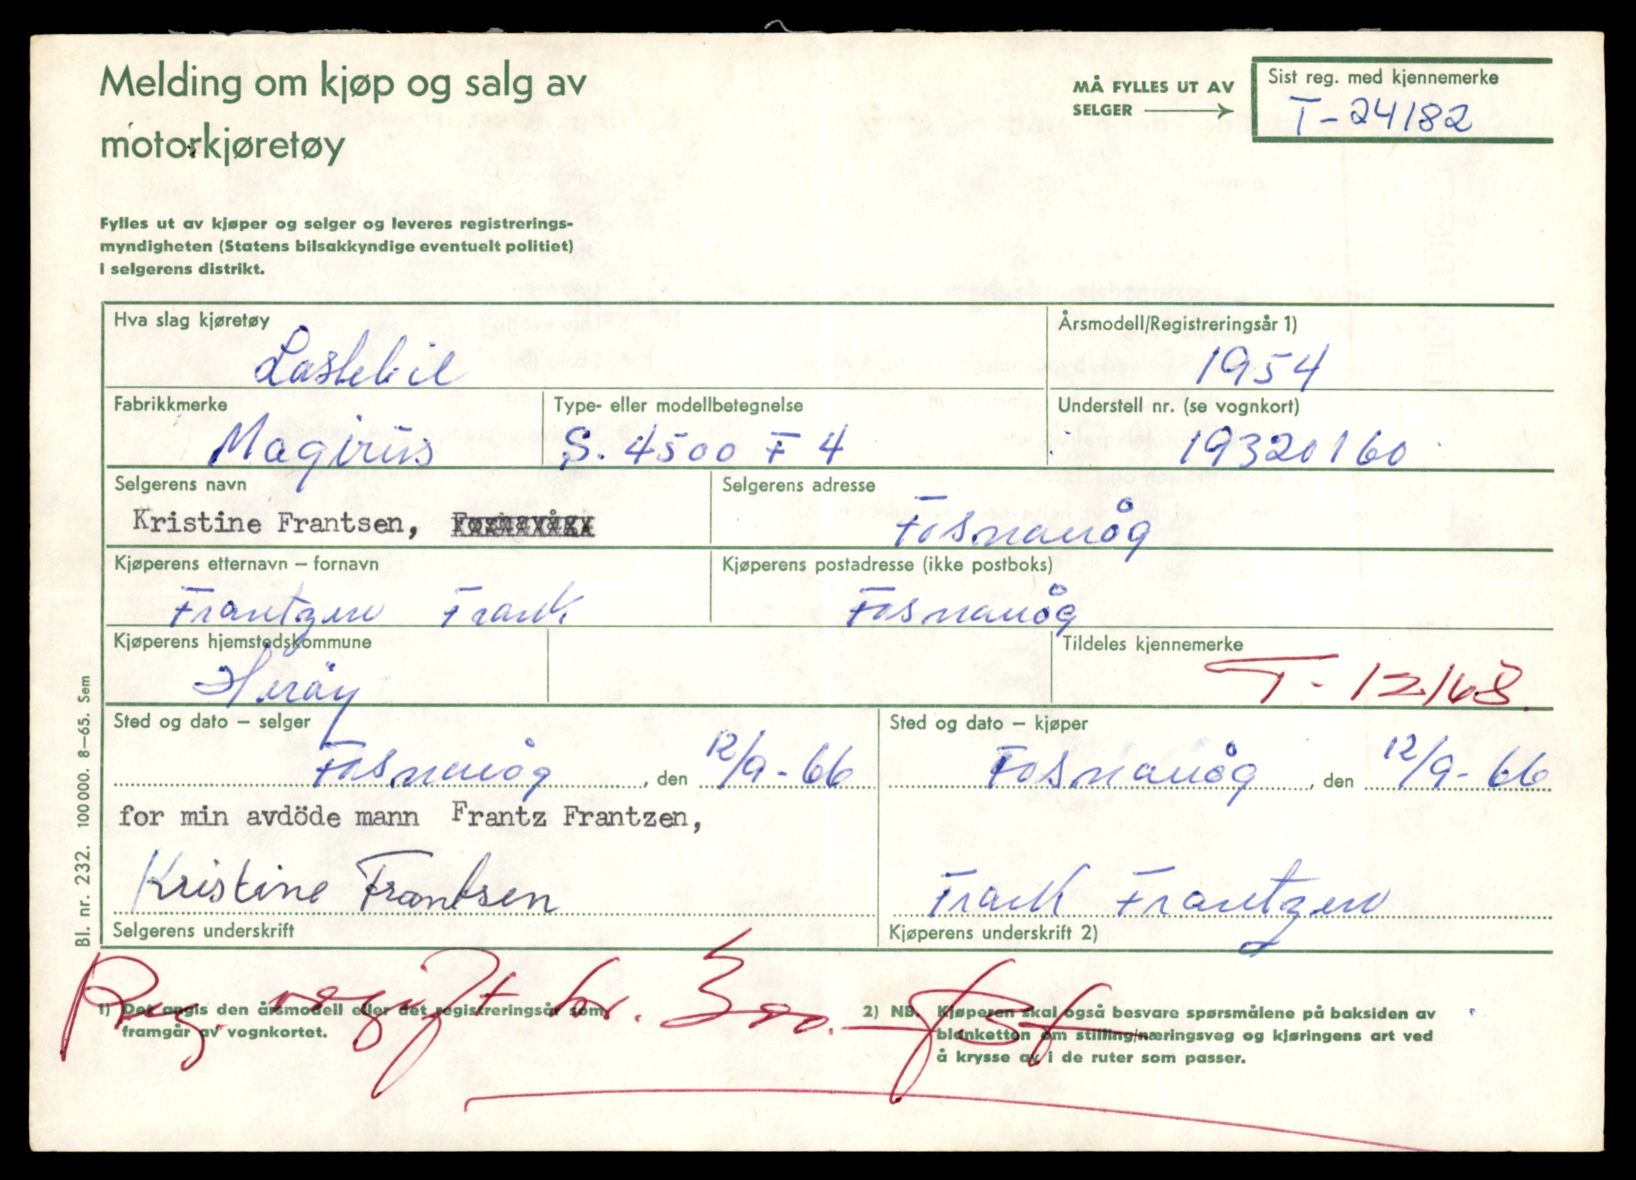 Melding om kjøp og salg av
motorkjøretøy
MÅ FYLLES UT AV
SELGER
Sist reg. med kjennemerke
T-24182
Fylles ut av kjøper og selger og leveres registrerings-
myndigheten (Statens bilsakkyndige eventuelt politiet)
i selgerens distrikt.
Hva slag kjøretøy
Årsmodell/Registreringsår 1)
Lastebil
1954
Fabrikkmerke
Type- eller modellbetegnelse
Understell nr. (se vognkort)
Magirus
S. 4500 F 4
19320160
Selgerens navn
Selgerens adresse
Kristine Frantsen,
Fosnavåg
Kjøperens etternavn – fornavn
Kjøperens postadresse (ikke postboks)
Frantzen Frank
Fosnavåg
Kjøperens hjemstedskommune
Tildeles kjennemerke
Herøy
T-12168
Sted og dato – selger
Sted og dato – kjøper
Fosnavåg, den 12/9-66
Fosnavåg, den 12/9-66
for min avdöde mann Frantz Frantzen,
Kristine Frantsen
Frank Frantzen
Selgerens underskrift
Kjøperens underskrift 2)
Reg. avgift kr.
1) Det angis den årsmodell eller det registreringsår som
framgår av vognkortet.
2) NB. Kjøperen skal også besvare spørsmålene på baksiden av
blanketten om stilling/næringsveg og kjøringens art ved
å krysse av i de ruter som passer.
Bl. nr. 232. 100 000. 8–65. Sem